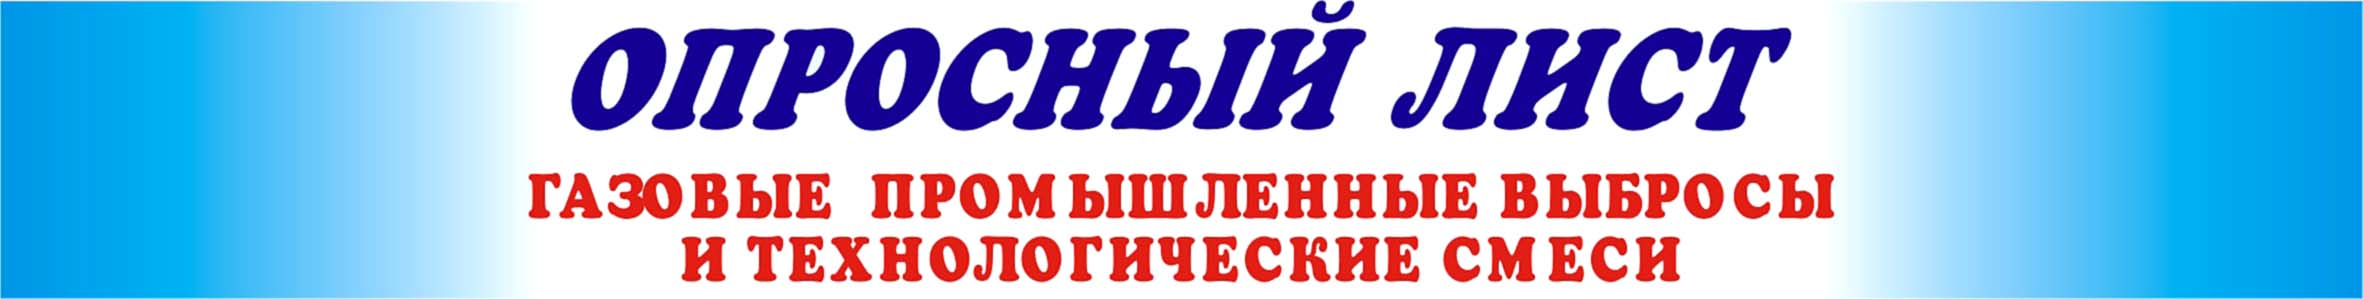 ОПРОСНЫЙ ЛИСТ
ГАЗОВЫЕ ПРОМЫШЛЕННЫЕ ВЫБРОСЫ
И ТЕХНОЛОГИЧЕСКИЕ СМЕСИ